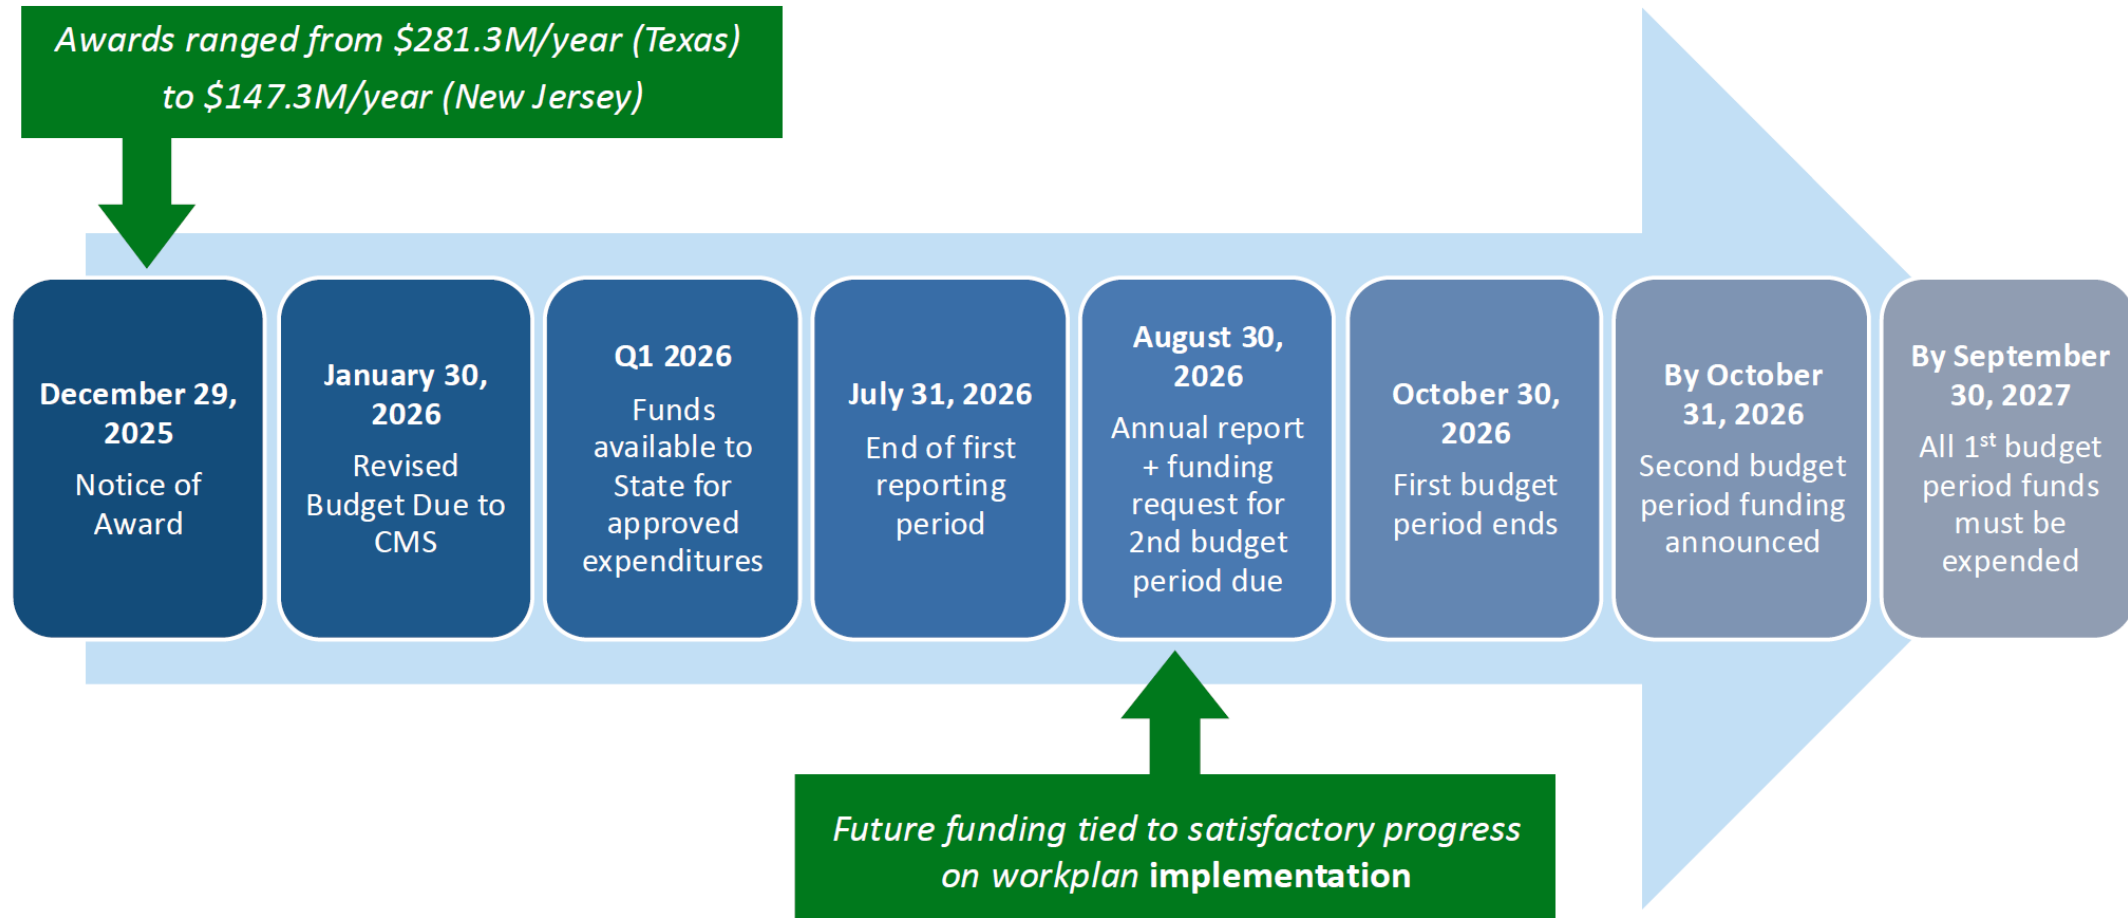 Awards ranged from $281.3M/year (Texas)
to $147.3M/year (New Jersey)
December 29,
2025
Notice of
Award
January 30,
2026
Revised
Budget Due to
CMS
Q1 2026
Funds
available to
State for
approved
expenditures
July 31, 2026
End of first
reporting
period
August 30,
2026
Annual report
+ funding
request for
2nd budget
period due
October 30,
2026
First budget
period ends
By October
31, 2026
Second budget
period funding
announced
By September
30, 2027
All 1st budget
period funds
must be
expended
Future funding tied to satisfactory progress
on workplan implementation